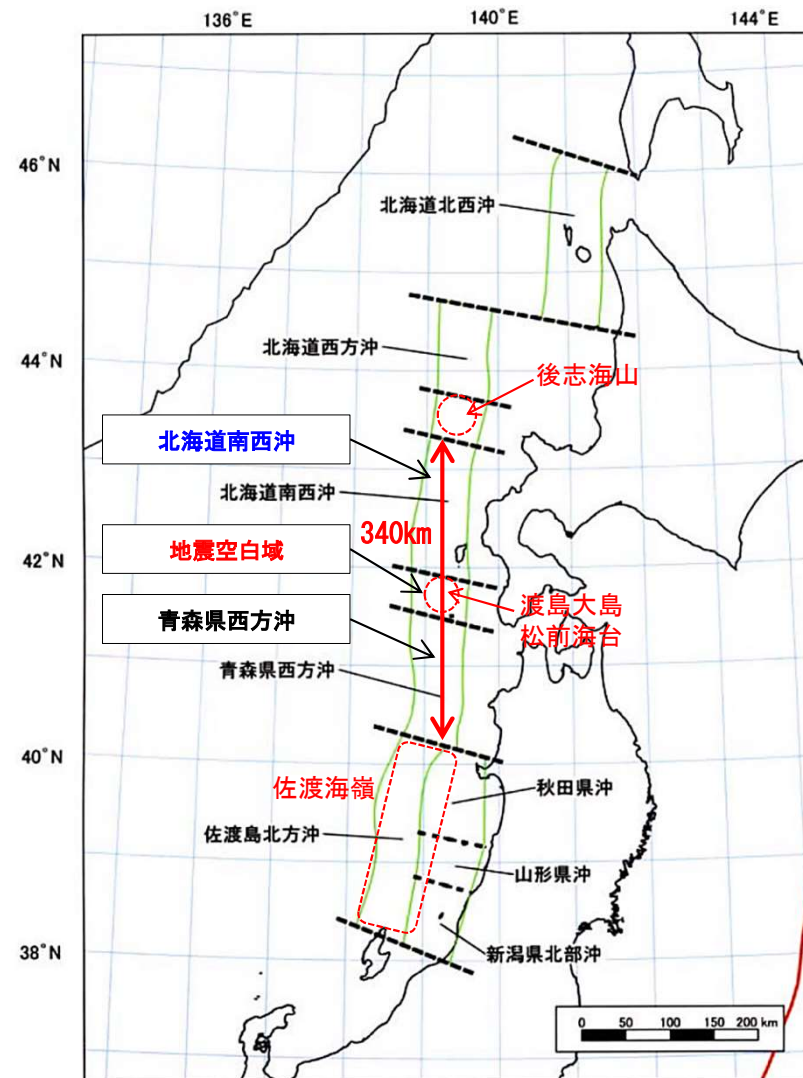 136°E
140°E
144°E
46°N
北海道北西沖
44°N
北海道西方沖
後志海山
北海道南西沖
北海道南西沖
340km
地震空白域
42°N
渡島大島
松前海台
青森県西方沖
青森県西方沖
40°N
佐渡海嶺
秋田県沖
佐渡島北方沖
山形県沖
38°N
新潟県北部沖
0 50 100 150 200 km